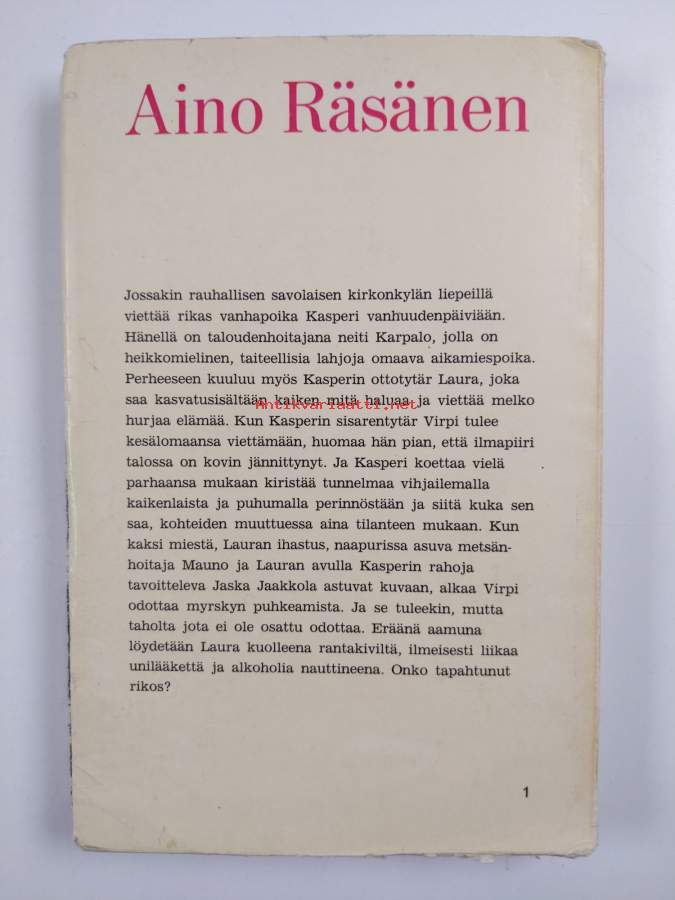 Aino Räsänen
Jossakin rauhallisen savolaisen kirkonkylän liepeillä
viettää rikas vanhapoika Kasperi vanhuudenpäiviään.
Hänellä on taloudenhoitajana neiti Karpalo, jolla on
heikkomielinen, taiteellisia lahjoja omaava aikamiespoika.
Perheeseen kuuluu myös Kasperin ottotytär Laura, joka
saa kasvatusisältään kaiken mitä haluaa ja viettää melko
Antikvariaatti.net
hurjaa elämää. Kun Kasperin sisarentytär Virpi tulee
kesälomaansa viettämään, huomaa hän pian, että ilmapiiri
talossa on kovin jännittynyt. Ja Kasperi koettaa vielä
parhaansa mukaan kiristää tunnelmaa vihjailemalla
kaikenlaista ja puhumalla perinnöstään ja siitä kuka sen
saa, kohteiden muuttuessa aina tilanteen mukaan. Kun
kaksi miestä, Lauran ihastus, naapurissa asuva metsän-
hoitaja Mauno ja Lauran avulla Kasperin rahoja
tavoitteleva Jaska Jaakkola astuvat kuvaan, alkaa Virpi
odottaa myrskyn puhkeamista. Ja se tuleekin, mutta
taholta jota ei ole osattu odottaa. Eräänä aamuna
löydetään Laura kuolleena rantakiviltä, ilmeisesti liikaa
unilääkettä ja alkoholia nauttineena. Onko tapahtunut
rikos?
1